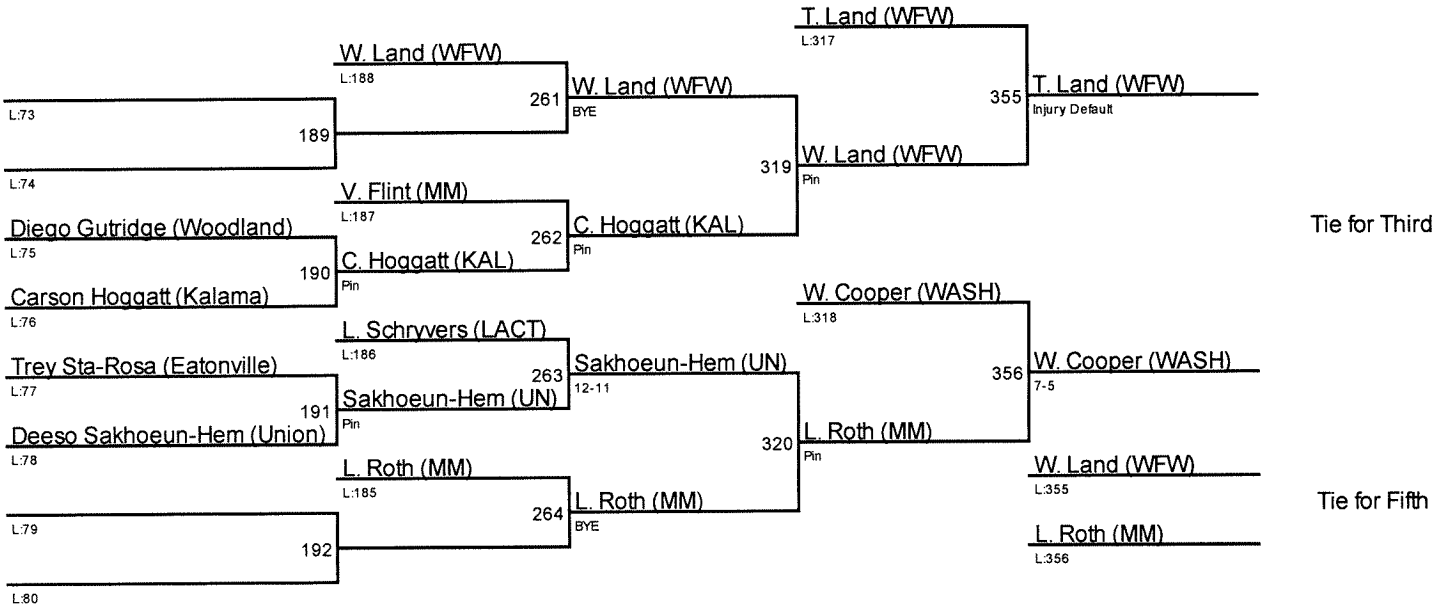 T. Land (WFW)
L:317
W. Land (WFW)
L:188
W. Land (WFW)
261
BYE
355
T. Land (WFW)
Injury Default
L:73
189
L:74
319
W. Land (WFW)
Pin
V. Flint (MM)
L:187
Diego Gutridge (Woodland)
L:75
262
C. Hoggatt (KAL)
Pin
Tie for Third
190
C. Hoggatt (KAL)
Pin
Carson Hoggatt (Kalama)
L:76
W. Cooper (WASH)
L:318
L. Schryvers (LACT)
L:186
Trey Sta-Rosa (Eatonville)
L:77
263
Sakhoeun-Hem (UN)
12-11
356
W. Cooper (WASH)
7-5
191
Sakhoeun-Hem (UN)
Pin
Deeso Sakhoeun-Hem (Union)
L:78
320
L. Roth (MM)
Pin
L. Roth (MM)
L:185
W. Land (WFW)
L:355
L:79
264
L. Roth (MM)
BYE
Tie for Fifth
192
L. Roth (MM)
L:356
L:80